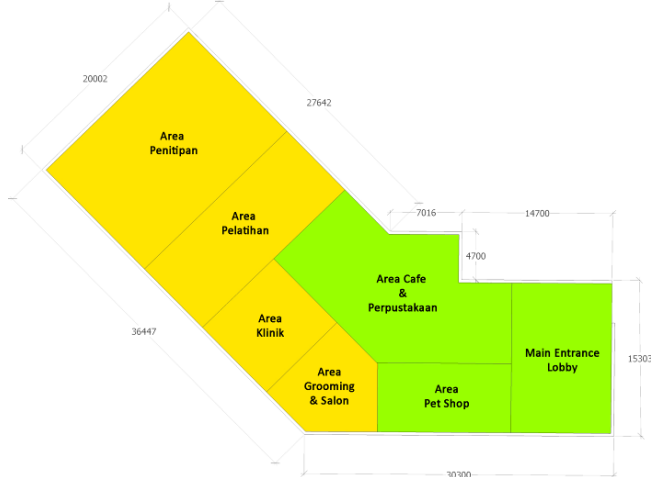 20002
27642
Area
Penitipan
Area
Pelatihan
7016
14700
4700
Area Cafe
&
Perpustakaan
Area
Klinik
36447
Main Entrance
Lobby
15303
Area
Grooming
& Salon
Area
Pet Shop
30300